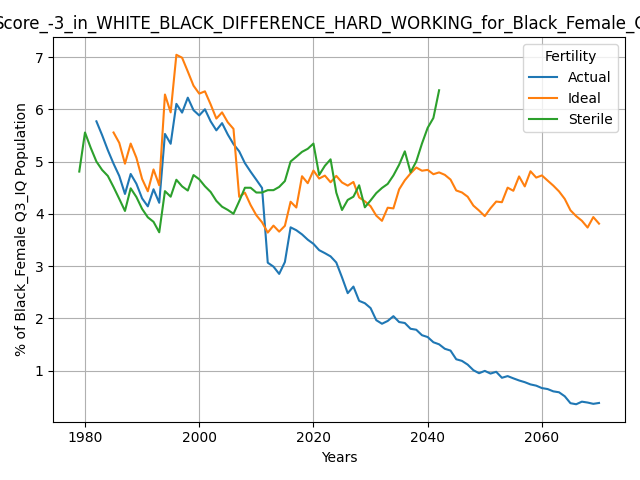 Score_-3_in_WHITE_BLACK_DIFFERENCE_HARD_WORKING_for_Black_Female_
Fertility
Actual
Ideal
Sterile
% of Black_Female Q3_IQ Population
7
6
5
4
3
2
1
1980
2000
2020
2040
2060
Years